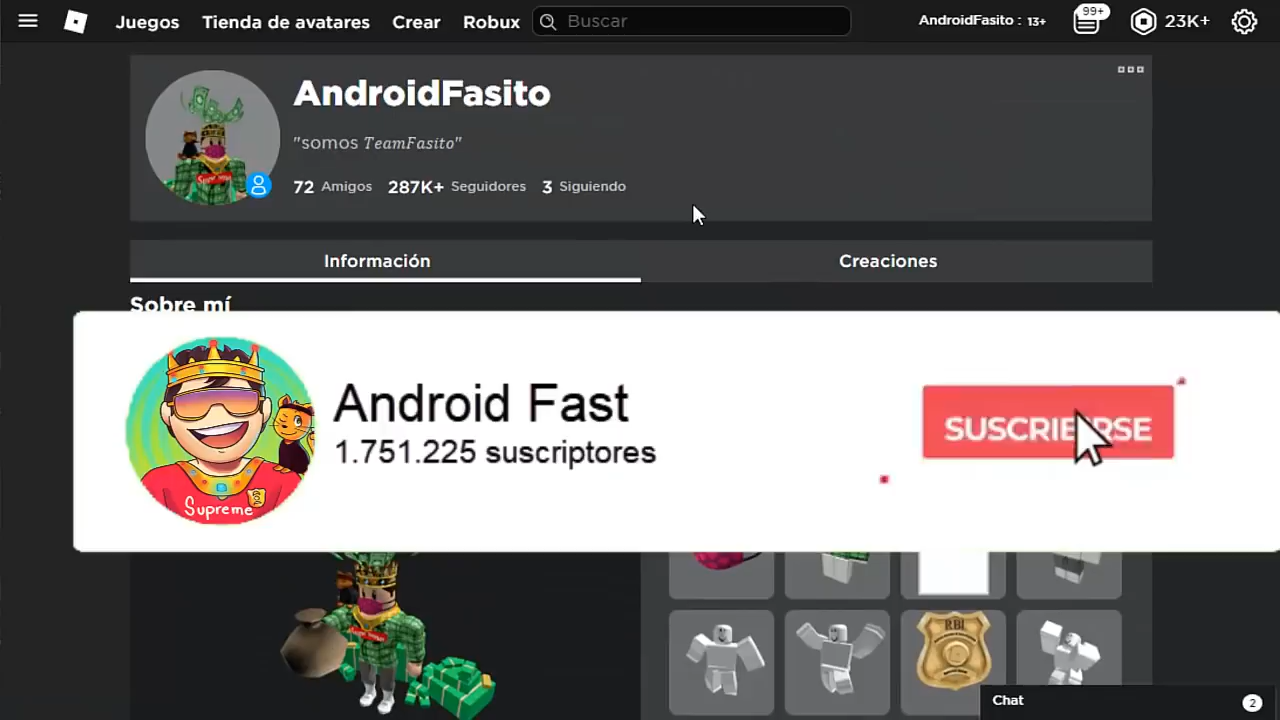 Juegos Tienda de avatares Crear Robux Buscar AndroidFasito : 13+ 99+ 23K+
AndroidFasito
"somos TeamFasito"
72 Amigos 287K+ Seguidores 3 Siguiendo
Información Creaciones
Sobre mí
Android Fast
1.751.225 suscriptores
SUSCRIBIRSE
Supreme
RBI
Chat 2